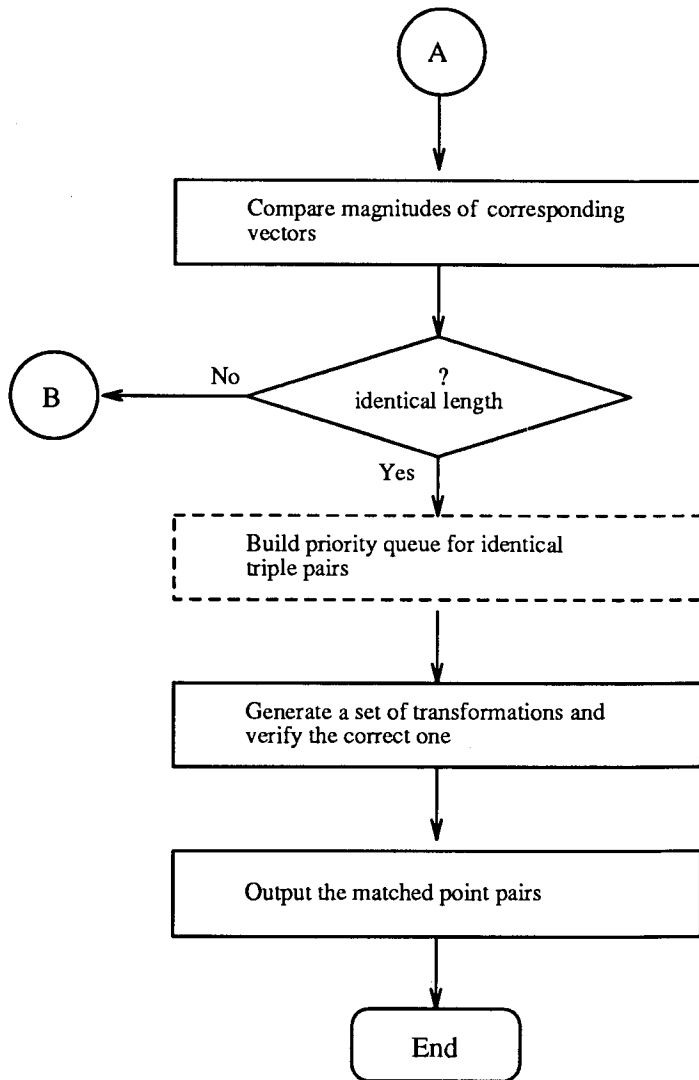 A
Compare magnitudes of corresponding
vectors
?
identical length
No
B
Yes
Build priority queue for identical
triple pairs
Generate a set of transformations and
verify the correct one
Output the matched point pairs
End